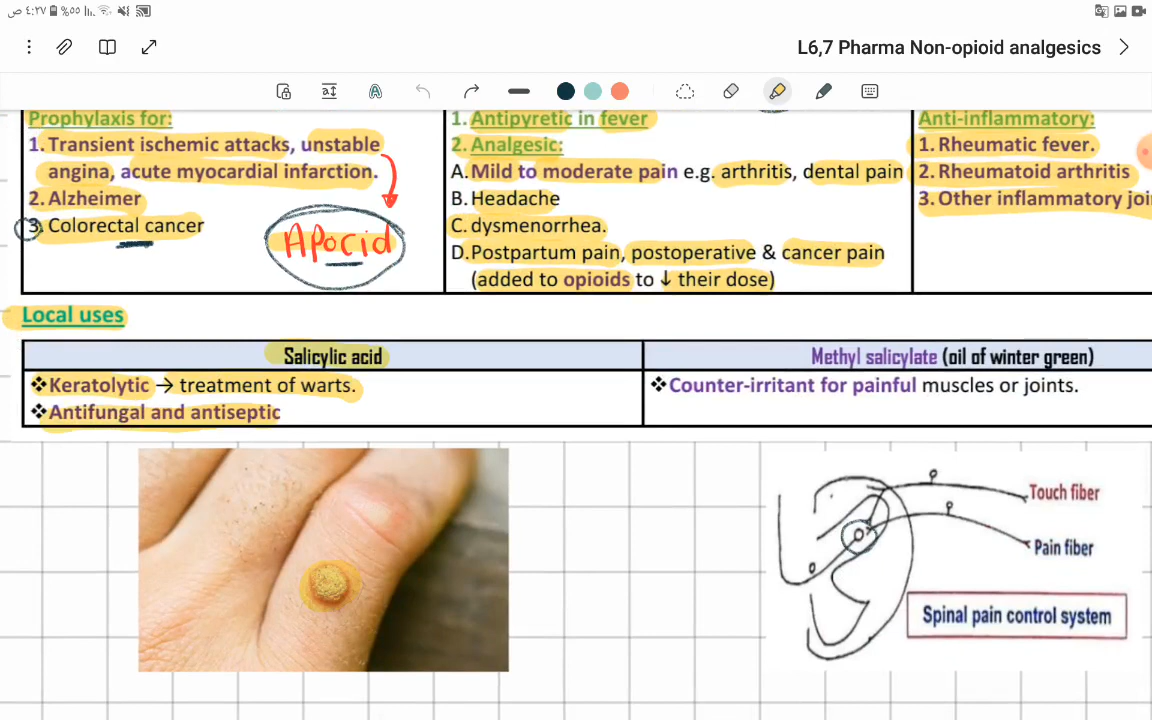 ص ٤:٢٧ %٥٥
L6,7 Pharma Non-opioid analgesics
Prophylaxis for:
1. Transient ischemic attacks, unstable
angina, acute myocardial infarction.
2. Alzheimer
3. Colorectal cancer
Apocid
1. Antipyretic in fever
2. Analgesic:
A. Mild to moderate pain e.g. arthritis, dental pain
B. Headache
C. dysmenorrhea.
D. Postpartum pain, postoperative & cancer pain
(added to opioids to ↓ their dose)
Anti-inflammatory:
1. Rheumatic fever.
2. Rheumatoid arthritis
3. Other inflammatory joi
Local uses
Salicylic acid
❖Keratolytic → treatment of warts.
❖Antifungal and antiseptic
Methyl salicylate (oil of winter green)
❖Counter-irritant for painful muscles or joints.
Touch fiber
Pain fiber
Spinal pain control system